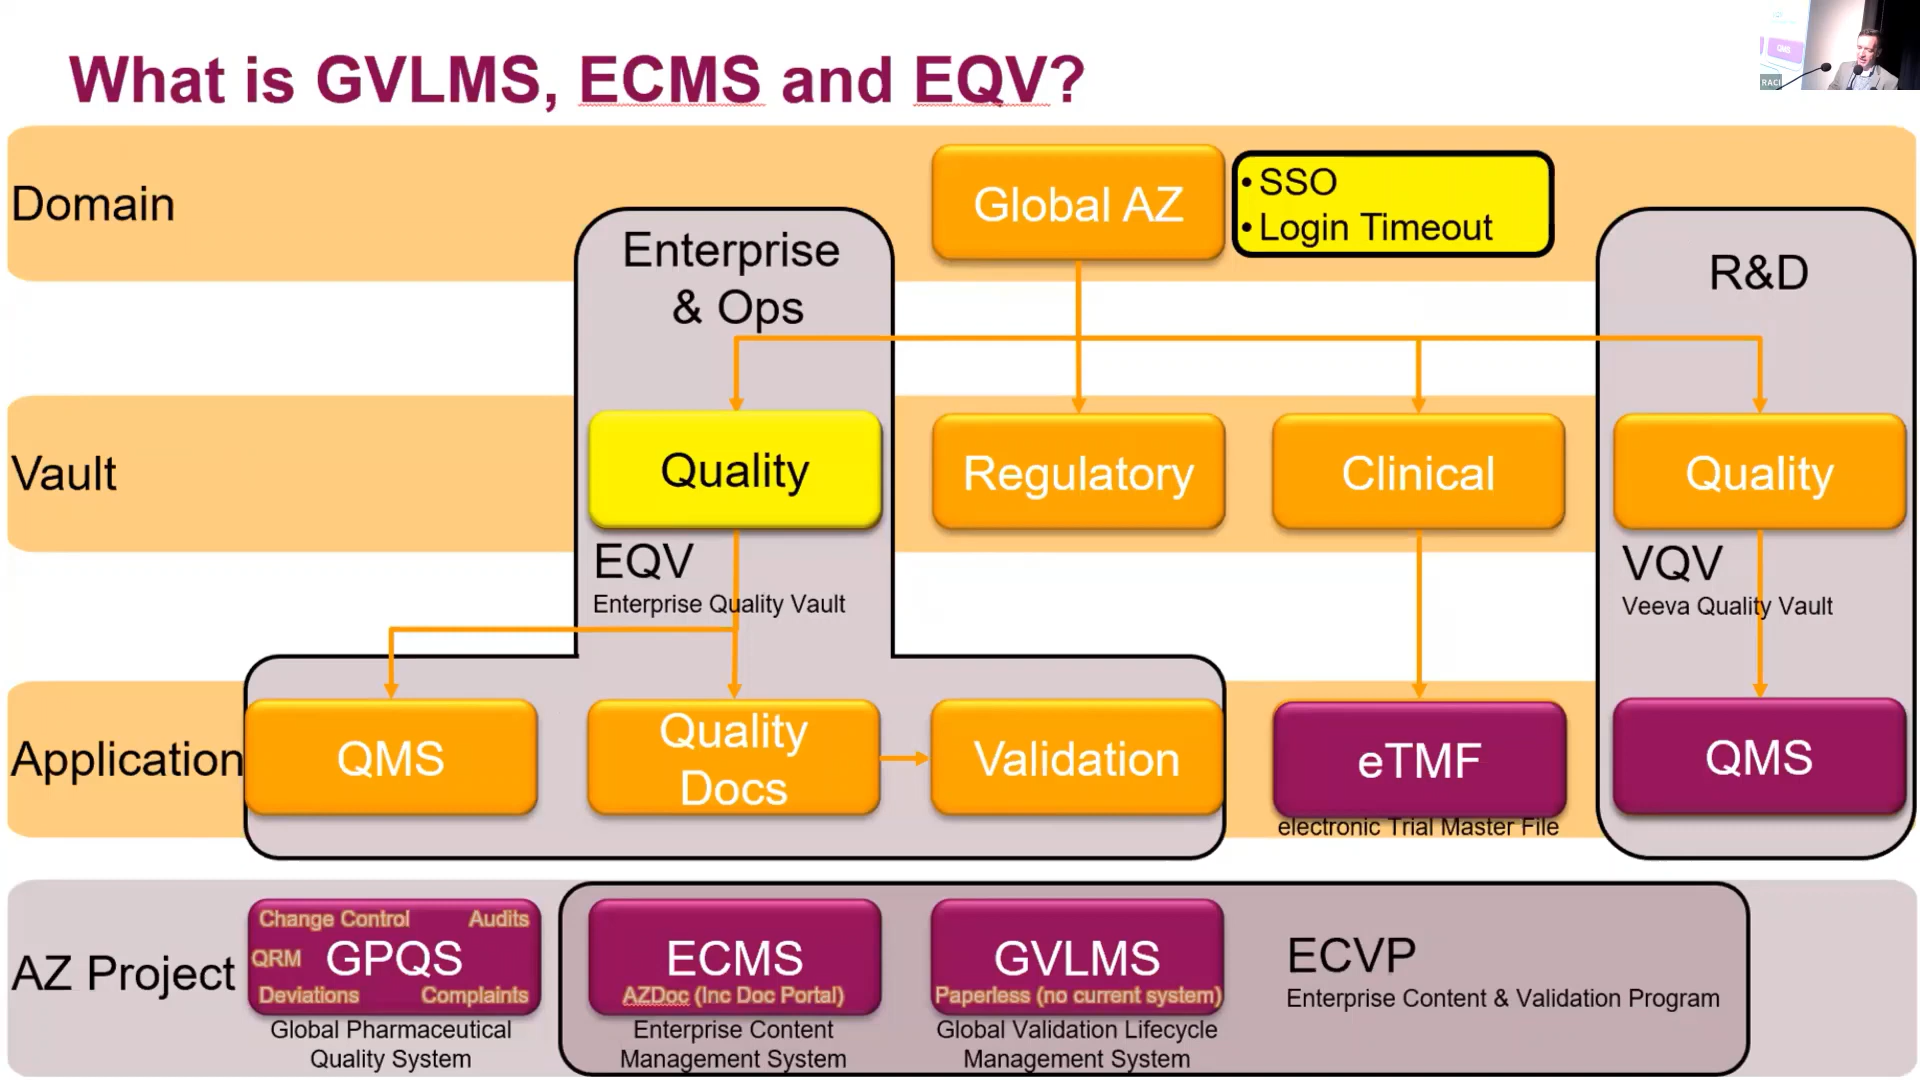 What is GVLMS, ECMS and EQV?
QMS
RACI
Domain
Global AZ
• SSO
• Login Timeout
Enterprise
& Ops
R&D
Vault
Quality
Regulatory
Clinical
Quality
EQV
Enterprise Quality Vault
VQV
Veeva Quality Vault
Application
QMS
Quality
Docs
Validation
eTMF
electronic Trial Master File
QMS
AZ Project
Change Control
Audits
QRM
GPQS
Deviations
Complaints
Global Pharmaceutical
Quality System
ECMS
AZDoc (Inc Doc Portal)
Enterprise Content
Management System
GVLMS
Paperless (no current system)
Global Validation Lifecycle
Management System
ECVP
Enterprise Content & Validation Program